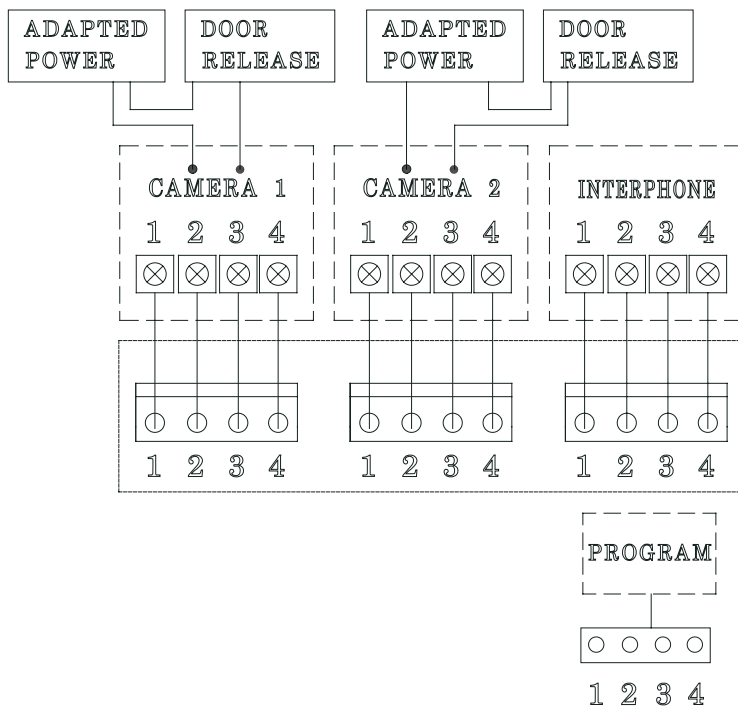 ADAPTED
POWER
DOOR
RELEASE
ADAPTED
POWER
DOOR
RELEASE
CAMERA 1
1 2 3 4
CAMERA 2
1 2 3 4
INTERPHONE
1 2 3 4
1 2 3 4
1 2 3 4
1 2 3 4
PROGRAM
1 2 3 4